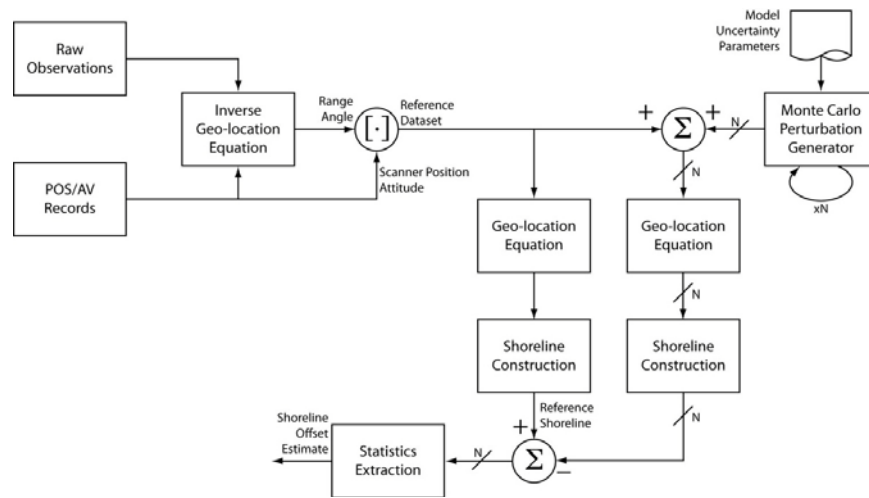 Raw
Observations
Inverse
Geo-location
Equation
POS/AV
Records
Range
Angle
[·]
Reference
Dataset
Scanner Position
Attitude
+
Σ
+
N
Model
Uncertainty
Parameters
Monte Carlo
Perturbation
Generator
xN
N
Geo-location
Equation
Geo-location
Equation
N
Shoreline
Construction
Shoreline
Construction
N
Reference
Shoreline
+
Σ
−
N
Statistics
Extraction
Shoreline
Offset
Estimate